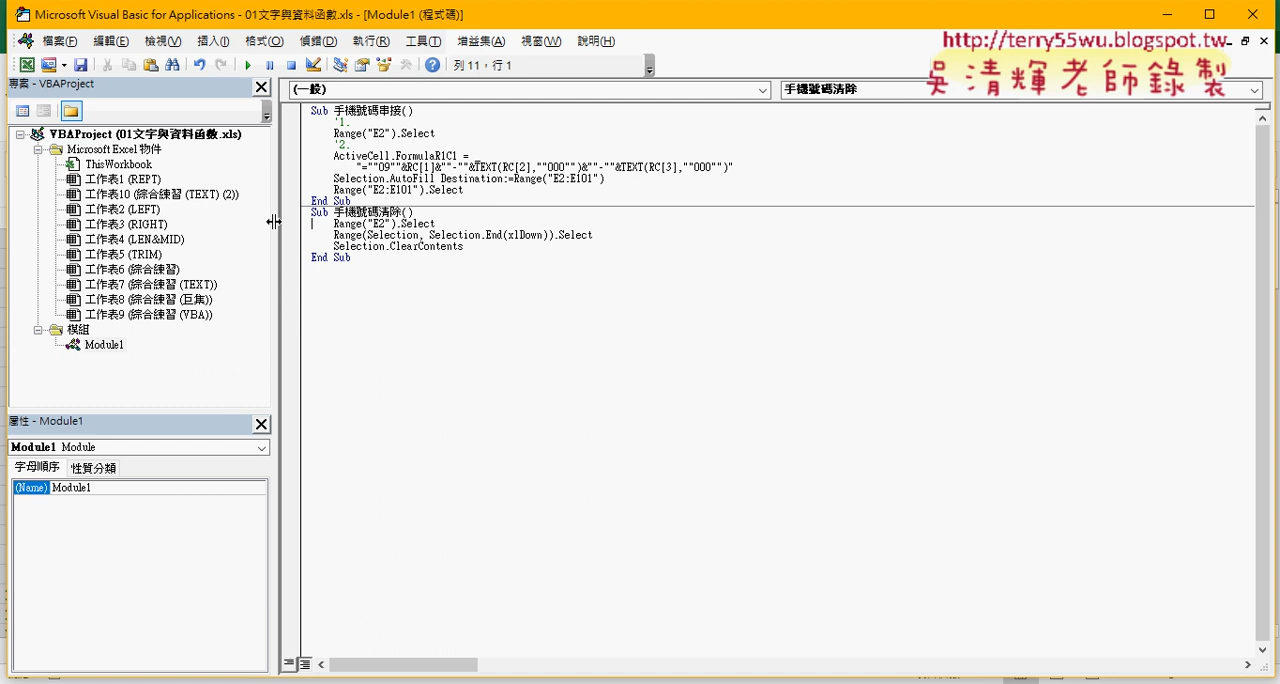 Microsoft Visual Basic for Applications - 01文字與資料函數.xls - [Module1 (程式碼)]
檔案(F) 編輯(E) 檢視(V) 插入(I) 格式(O) 偵錯(D) 執行(R) 工具(T) 增益集(A) 視窗(W) 說明(H)
http://terry55wu.blogspot.tw
吳清輝老師錄製
列 11,行 1
專案 - VBAProject
(一般)
手機號碼清除
VBAProject (01文字與資料函數.xls)
Microsoft Excel 物件
ThisWorkbook
工作表1 (REPT)
工作表10 (綜合練習 (TEXT) (2))
工作表2 (LEFT)
工作表3 (RIGHT)
工作表4 (LEN&MID)
工作表5 (TRIM)
工作表6 (綜合練習)
工作表7 (綜合練習 (TEXT))
工作表8 (綜合練習 (巨集))
工作表9 (綜合練習 (VBA))
模組
Module1
Sub 手機號碼串接()
'1.
Range("E2").Select
'2.
ActiveCell.FormulaR1C1 = _
"=""09""&RC[1]&""-""&TEXT(RC[2],""000"")&""-""&TEXT(RC[3],""000"")"
Selection.AutoFill Destination:=Range("E2:E101")
Range("E2:E101").Select
End Sub
Sub 手機號碼清除()
Range("E2").Select
Range(Selection, Selection.End(xlDown)).Select
Selection.ClearContents
End Sub
屬性 - Module1
Module1 Module
字母順序 性質分類
(Name) Module1